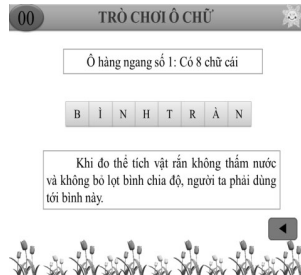 00
TRÒ CHƠI Ô CHỮ
Ô hàng ngang số 1: Có 8 chữ cái
B Ì N H T R À N
Khi đo thể tích vật rắn không thấm nước
và không bỏ lọt bình chia độ, người ta phải dùng
tới bình này.